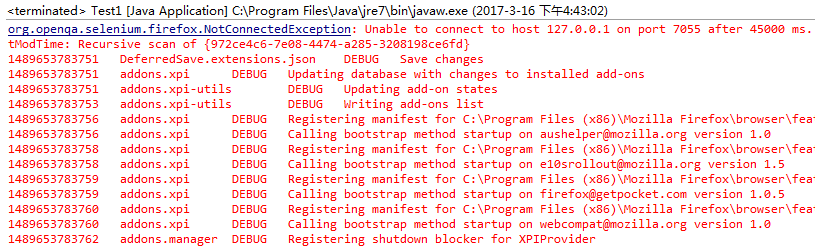 <terminated> Test1 [Java Application] C:\Program Files\Java\jre7\bin\javaw.exe (2017-3-16 下午4:43:02)
org.openqa.selenium.firefox.NotConnectedException: Unable to connect to host 127.0.0.1 on port 7055 after 45000 ms.
tModTime: Recursive scan of {972ce4c6-7e08-4474-a285-3208198ce6fd}
1489653783751 DeferredSave.extensions.json DEBUG Save changes
1489653783751 addons.xpi DEBUG Updating database with changes to installed add-ons
1489653783751 addons.xpi-utils DEBUG Updating add-on states
1489653783753 addons.xpi-utils DEBUG Writing add-ons list
1489653783756 addons.xpi DEBUG Registering manifest for C:\Program Files (x86)\Mozilla Firefox\browser\feat
1489653783756 addons.xpi DEBUG Calling bootstrap method startup on aushelper@mozilla.org version 1.0
1489653783758 addons.xpi DEBUG Registering manifest for C:\Program Files (x86)\Mozilla Firefox\browser\feat
1489653783758 addons.xpi DEBUG Calling bootstrap method startup on e10srollout@mozilla.org version 1.5
1489653783759 addons.xpi DEBUG Registering manifest for C:\Program Files (x86)\Mozilla Firefox\browser\feat
1489653783759 addons.xpi DEBUG Calling bootstrap method startup on firefox@getpocket.com version 1.0.5
1489653783760 addons.xpi DEBUG Registering manifest for C:\Program Files (x86)\Mozilla Firefox\browser\feat
1489653783760 addons.xpi DEBUG Calling bootstrap method startup on webcompat@mozilla.org version 1.0
1489653783762 addons.manager DEBUG Registering shutdown blocker for XPIProvider